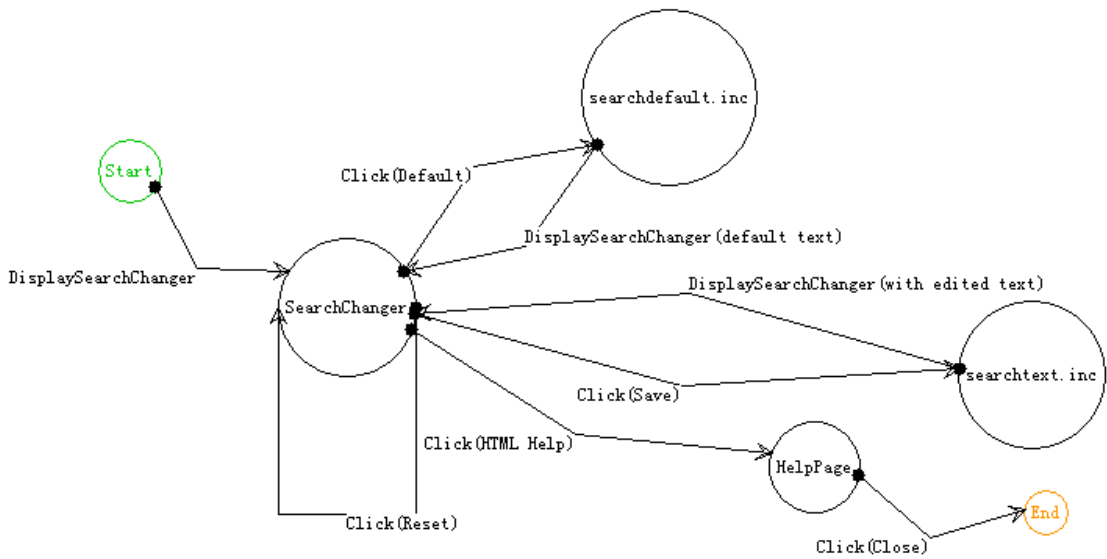 searchdefault.inc
Start
Click(Default)
DisplaySearchChanger(default text)
DisplaySearchChanger
DisplaySearchChanger(with edited text)
SearchChanger
searchtext.inc
Click(Save)
Click(HTML Help)
HelpPage
Click(Reset)
End
Click(Close)